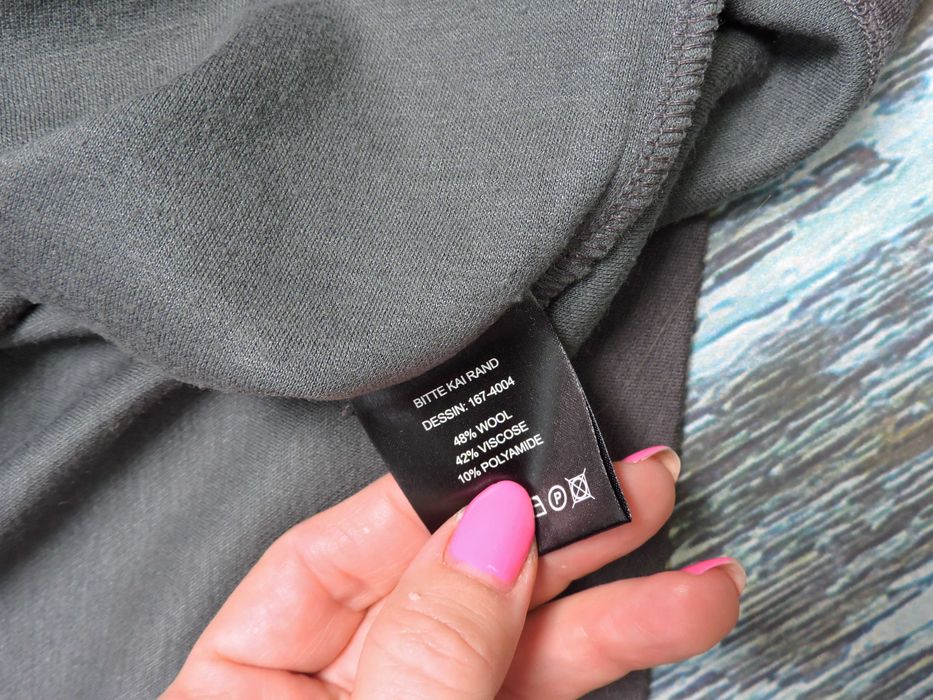 BITTE KAI RAND
DESSIN: 167-4004
48% WOOL
42% VISCOSE
10% POLYAMIDE
P